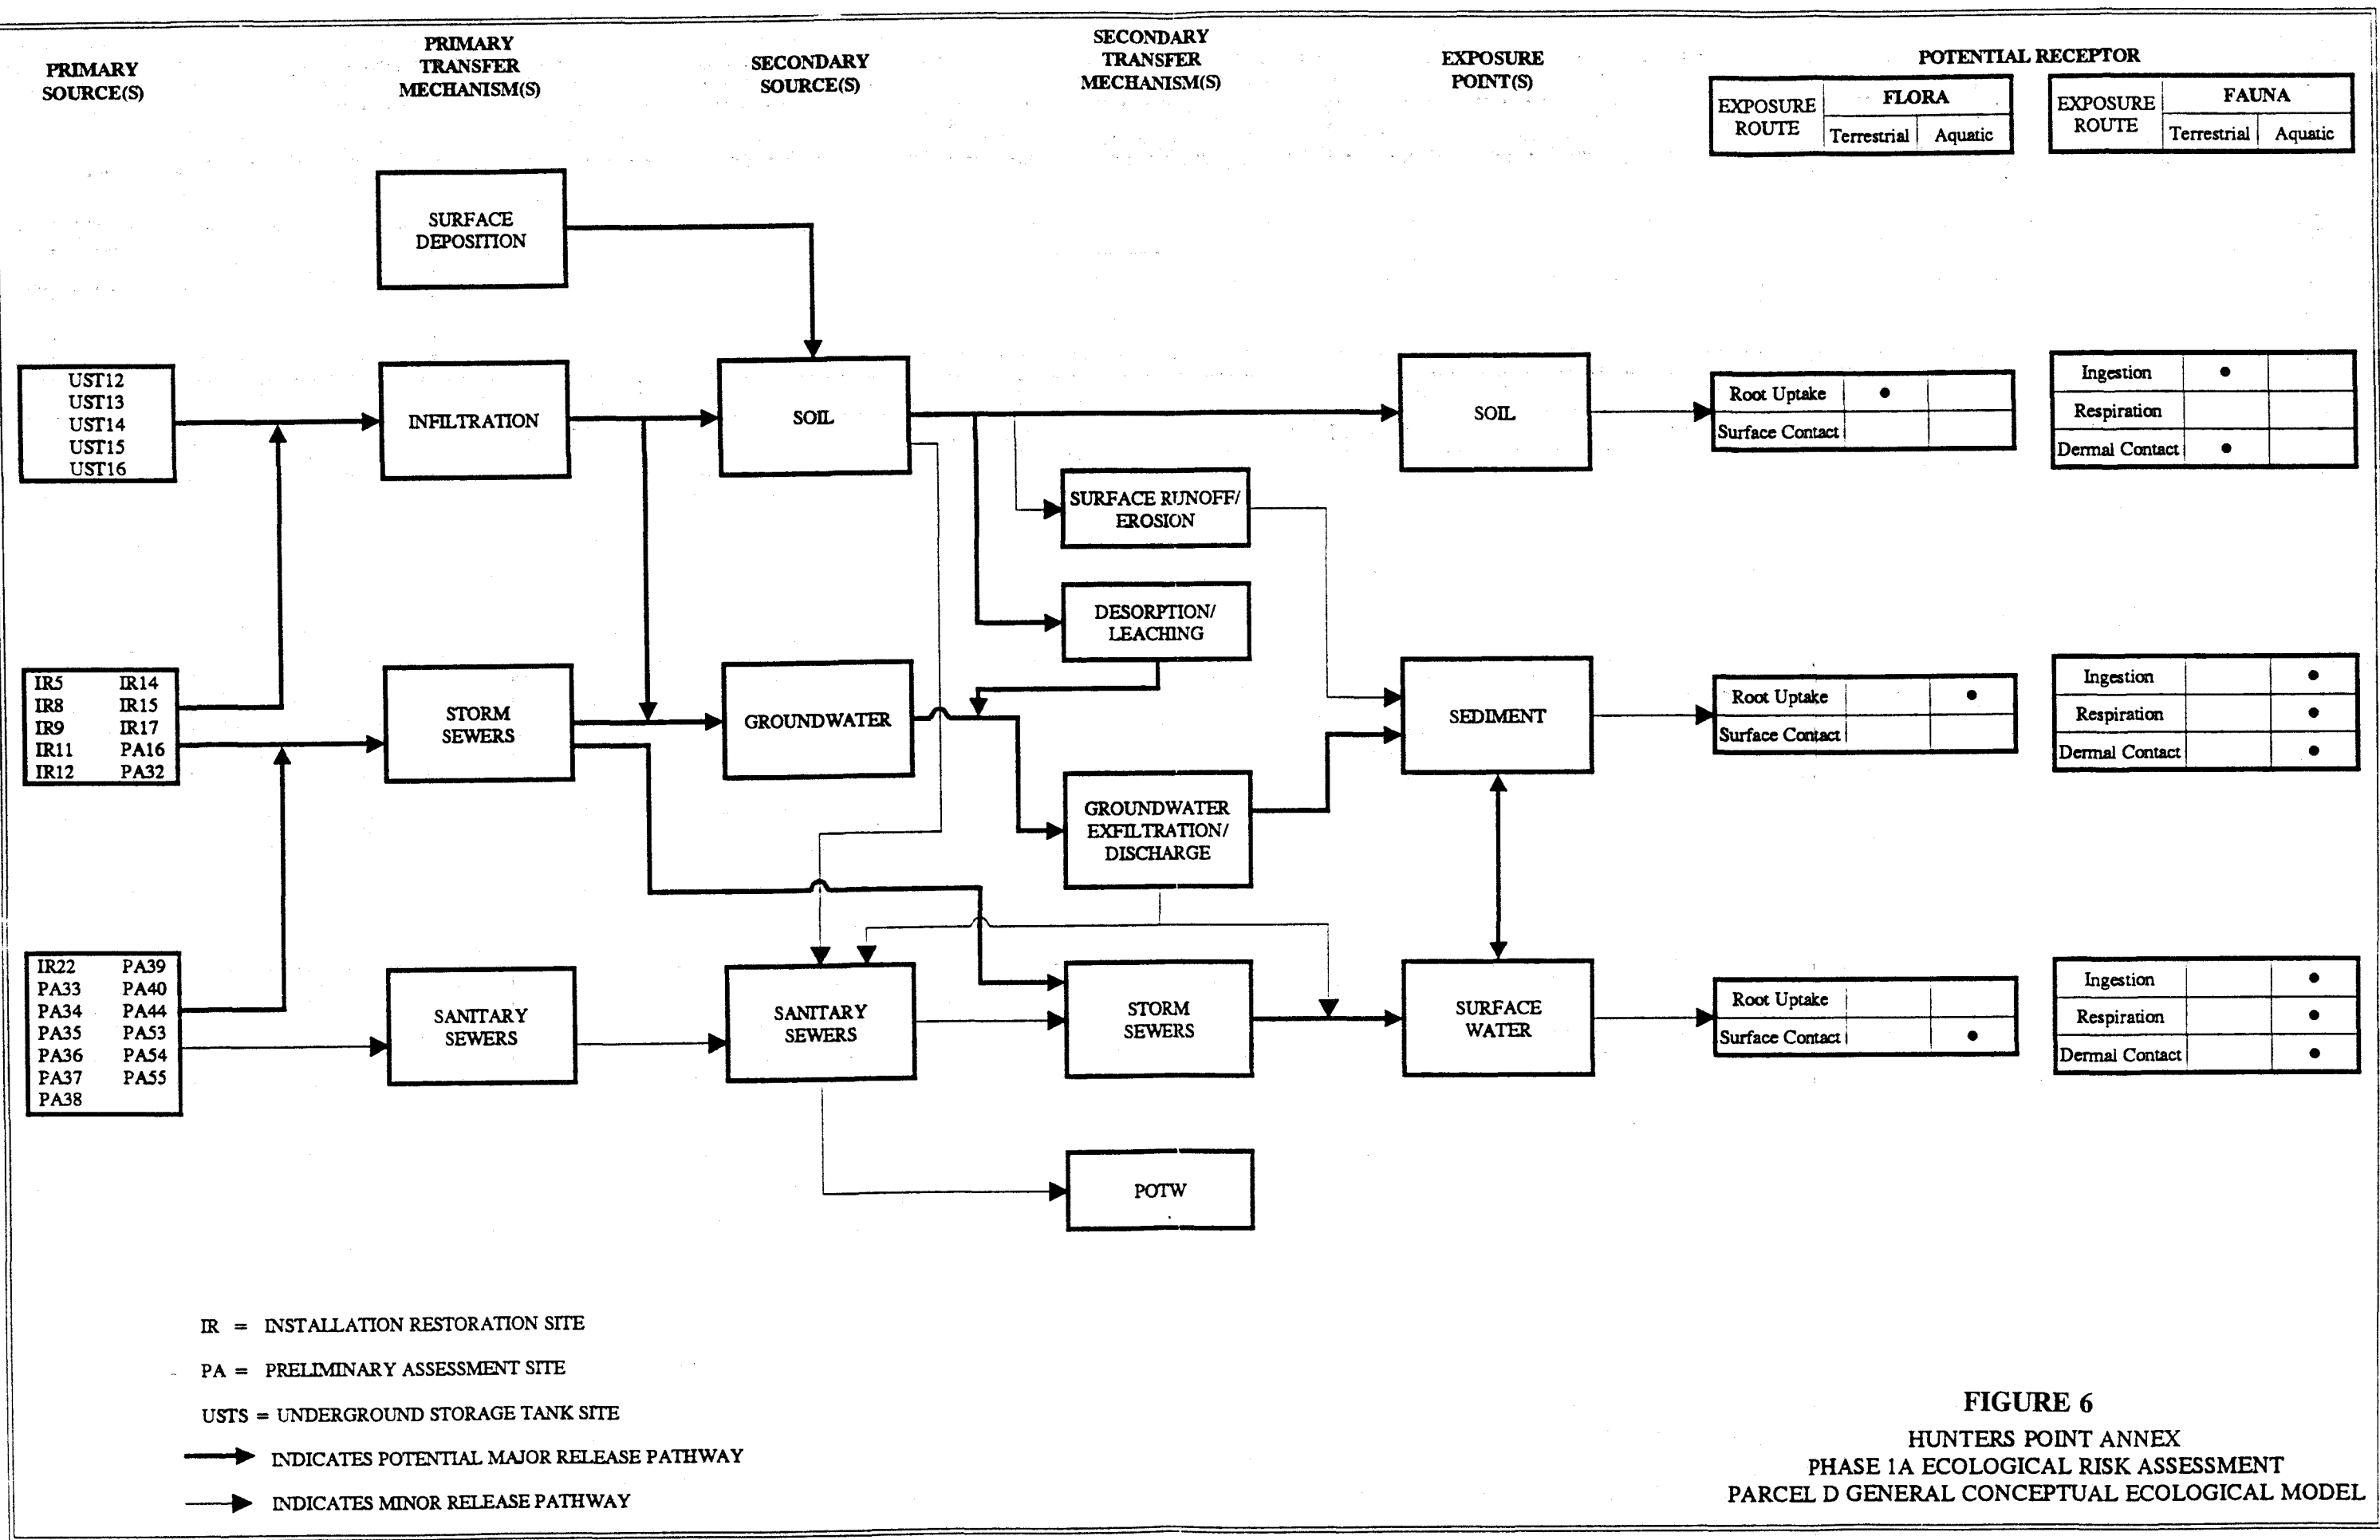 PRIMARY
SOURCE(S)
PRIMARY
TRANSFER
MECHANISM(S)
SECONDARY
SOURCE(S)
SECONDARY
TRANSFER
MECHANISM(S)
EXPOSURE
POINT(S)
POTENTIAL RECEPTOR
EXPOSURE
ROUTE
FLORA
Terrestrial
Aquatic
EXPOSURE
ROUTE
FAUNA
Terrestrial
Aquatic
SURFACE
DEPOSITION
UST12
UST13
UST14
UST15
UST16
INFILTRATION
SOIL
SOIL
Root Uptake
Surface Contact
Ingestion
Respiration
Dermal Contact
SURFACE RUNOFF/
EROSION
DESORPTION/
LEACHING
IR5 IR14
IR8 IR15
IR9 IR17
IR11 PA16
IR12 PA32
STORM
SEWERS
GROUNDWATER
SEDIMENT
Root Uptake
Surface Contact
Ingestion
Respiration
Dermal Contact
GROUNDWATER
EXFILTRATION/
DISCHARGE
IR22 PA39
PA33 PA40
PA34 PA44
PA35 PA53
PA36 PA54
PA37 PA55
PA38
SANITARY
SEWERS
SANITARY
SEWERS
STORM
SEWERS
SURFACE
WATER
Root Uptake
Surface Contact
Ingestion
Respiration
Dermal Contact
POTW
IR = INSTALLATION RESTORATION SITE
PA = PRELIMINARY ASSESSMENT SITE
USTS = UNDERGROUND STORAGE TANK SITE
INDICATES POTENTIAL MAJOR RELEASE PATHWAY
INDICATES MINOR RELEASE PATHWAY
FIGURE 6
HUNTERS POINT ANNEX
PHASE 1A ECOLOGICAL RISK ASSESSMENT
PARCEL D GENERAL CONCEPTUAL ECOLOGICAL MODEL